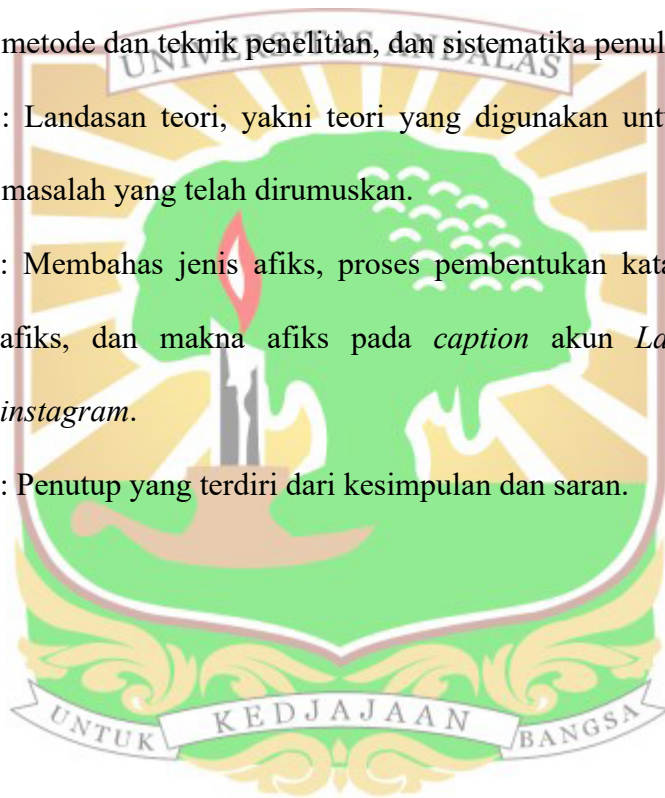 metode dan teknik penelitian, dan sistematika
UNIVERSITAS ANDALAS
: Landasan teori, yakni teori yang digunakan
masalah yang telah dirumuskan.
: Membahas jenis afiks, proses pembentukan
afiks, dan makna afiks pada caption akun
instagram.
: Penutup yang terdiri dari kesimpulan dan saran.
UNTUK KEDJAJAAN BANGSA